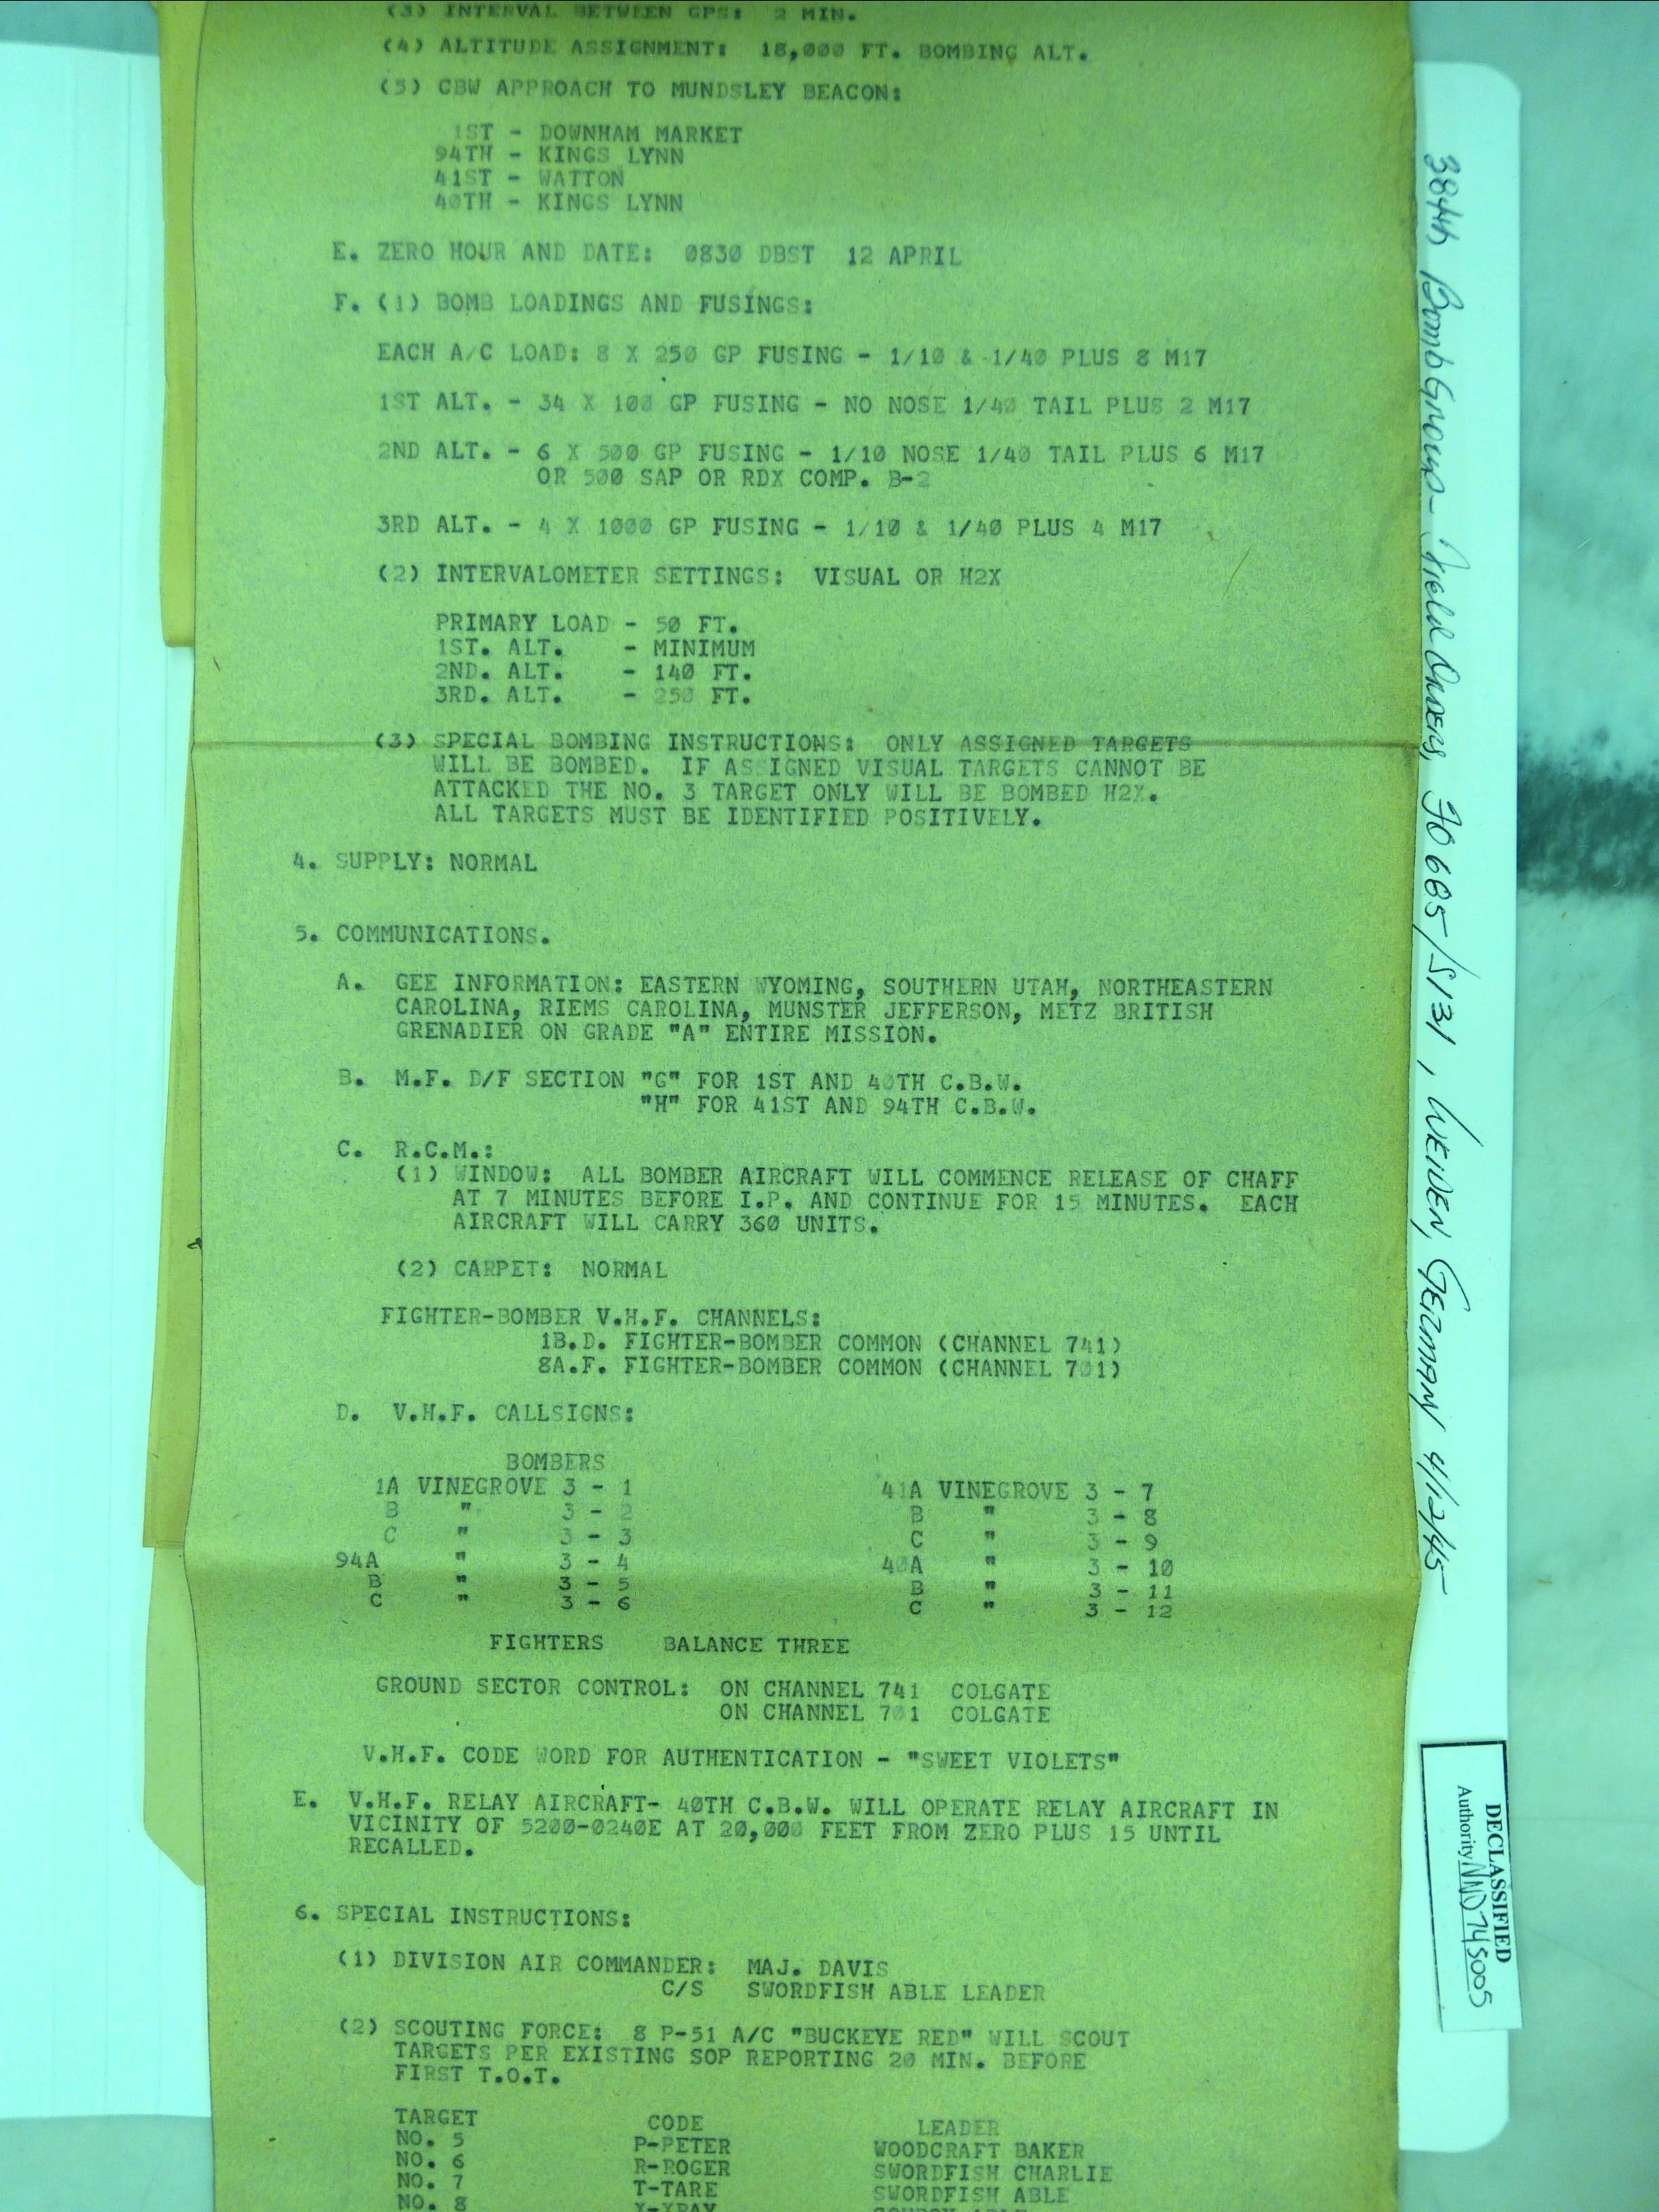 (3) INTERVAL BETWEEN GPS: 2 MIN.
(4) ALTITUDE ASSIGNMENT: 18,000 FT. BOMBING ALT.
(5) CBW APPROACH TO MUNDSLEY BEACON:
1ST - DOWNHAM MARKET
94TH - KINGS LYNN
41ST - WATTON
40TH - KINGS LYNN
E. ZERO HOUR AND DATE: 0830 DBST 12 APRIL
F. (1) BOMB LOADINGS AND FUSINGS:
EACH A/C LOAD: 8 X 250 GP FUSING - 1/10 & 1/40 PLUS 8 M17
1ST ALT. - 34 X 100 GP FUSING - NO NOSE 1/40 TAIL PLUS 2 M17
2ND ALT. - 6 X 500 GP FUSING - 1/10 NOSE 1/40 TAIL PLUS 6 M17
OR 500 SAP OR RDX COMP. B-2
3RD ALT. - 4 X 1000 GP FUSING - 1/10 & 1/40 PLUS 4 M17
(2) INTERVALOMETER SETTINGS: VISUAL OR H2X
PRIMARY LOAD - 50 FT.
1ST. ALT. - MINIMUM
2ND. ALT. - 140 FT.
3RD. ALT. - 250 FT.
(3) SPECIAL BOMBING INSTRUCTIONS: ONLY ASSIGNED TARGETS
WILL BE BOMBED. IF ASSIGNED VISUAL TARGETS CANNOT BE
ATTACKED THE NO. 3 TARGET ONLY WILL BE BOMBED H2X.
ALL TARGETS MUST BE IDENTIFIED POSITIVELY.
4. SUPPLY: NORMAL
5. COMMUNICATIONS.
A. GEE INFORMATION: EASTERN WYOMING, SOUTHERN UTAH, NORTHEASTERN
CAROLINA, RIEMS CAROLINA, MUNSTER JEFFERSON, METZ BRITISH
GRENADIER ON GRADE "A" ENTIRE MISSION.
B. M.F. D/F SECTION "G" FOR 1ST AND 40TH C.B.W.
"H" FOR 41ST AND 94TH C.B.W.
C. R.C.M.:
(1) WINDOW: ALL BOMBER AIRCRAFT WILL COMMENCE RELEASE OF CHAFF
AT 7 MINUTES BEFORE I.P. AND CONTINUE FOR 15 MINUTES. EACH
AIRCRAFT WILL CARRY 360 UNITS.
(2) CARPET: NORMAL
FIGHTER-BOMBER V.H.F. CHANNELS:
1B.D. FIGHTER-BOMBER COMMON (CHANNEL 741)
8A.F. FIGHTER-BOMBER COMMON (CHANNEL 701)
D. V.H.F. CALLSIGNS:
BOMBERS
1A VINEGROVE 3 - 1 41A VINEGROVE 3 - 7
B " 3 - 2 B " 3 - 8
C " 3 - 3 C " 3 - 9
94A " 3 - 4 40A " 3 - 10
B " 3 - 5 B " 3 - 11
C " 3 - 6 C " 3 - 12
FIGHTERS BALANCE THREE
GROUND SECTOR CONTROL: ON CHANNEL 741 COLGATE
ON CHANNEL 701 COLGATE
V.H.F. CODE WORD FOR AUTHENTICATION - "SWEET VIOLETS"
E. V.H.F. RELAY AIRCRAFT- 40TH C.B.W. WILL OPERATE RELAY AIRCRAFT IN
VICINITY OF 5200-0240E AT 20,000 FEET FROM ZERO PLUS 15 UNTIL
RECALLED.
6. SPECIAL INSTRUCTIONS:
(1) DIVISION AIR COMMANDER: MAJ. DAVIS
C/S SWORDFISH ABLE LEADER
(2) SCOUTING FORCE: 8 P-51 A/C "BUCKEYE RED" WILL SCOUT
TARGETS PER EXISTING SOP REPORTING 20 MIN. BEFORE
FIRST T.O.T.
TARGET CODE LEADER
NO. 5 P-PETER WOODCRAFT BAKER
NO. 6 R-ROGER SWORDFISH CHARLIE
NO. 7 T-TARE SWORDFISH ABLE
NO. 8 X-XRAY
384th Bomb Group - Field Orders, FO 685/S131, WEIDEN, GERMANY 4/12/45
DECLASSIFIED
Authority NND 745005